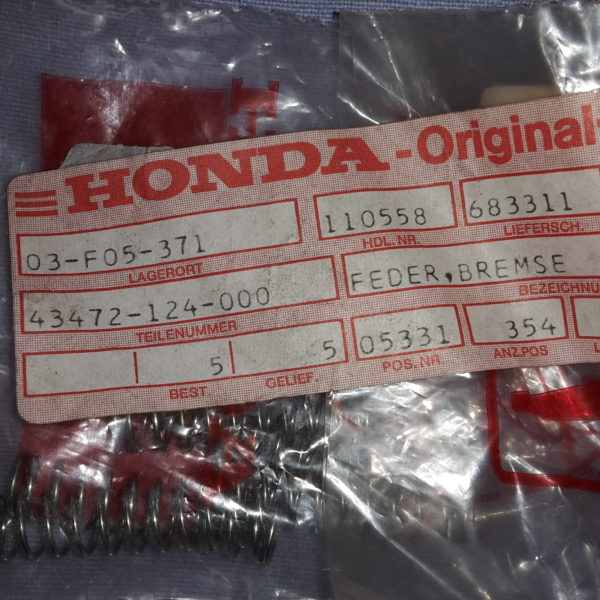 HONDA-Original-
03-F05-371
LAGERORT
110558
HDL. NR.
683311
LIEFERSCH.
43472-124-000
TEILENUMMER
FEDER,BREMSE
BEZEICHNU
5
BEST.
5
GELIEF.
05331
POS. NR.
354
ANZ.POS